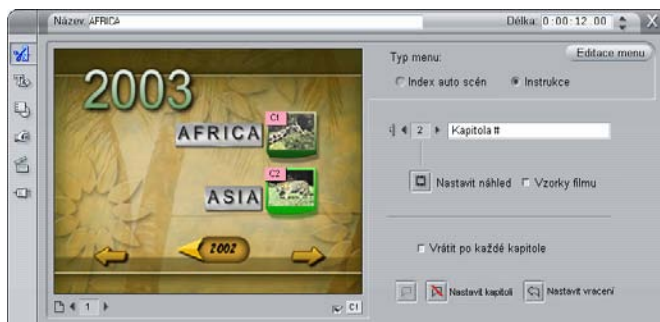 Název: AFRICA Délka: 0:00:12.00 X
Typ menu: Editace menu
Index auto scén Instrukce
2003
C1
AFRICA
2 Kapitola #
C2
ASIA
Nastavit náhled Vzorky filmu
2002
Vrátit po každé kapitole
Nastavit kapitoli Nastavit vracení
1 C1